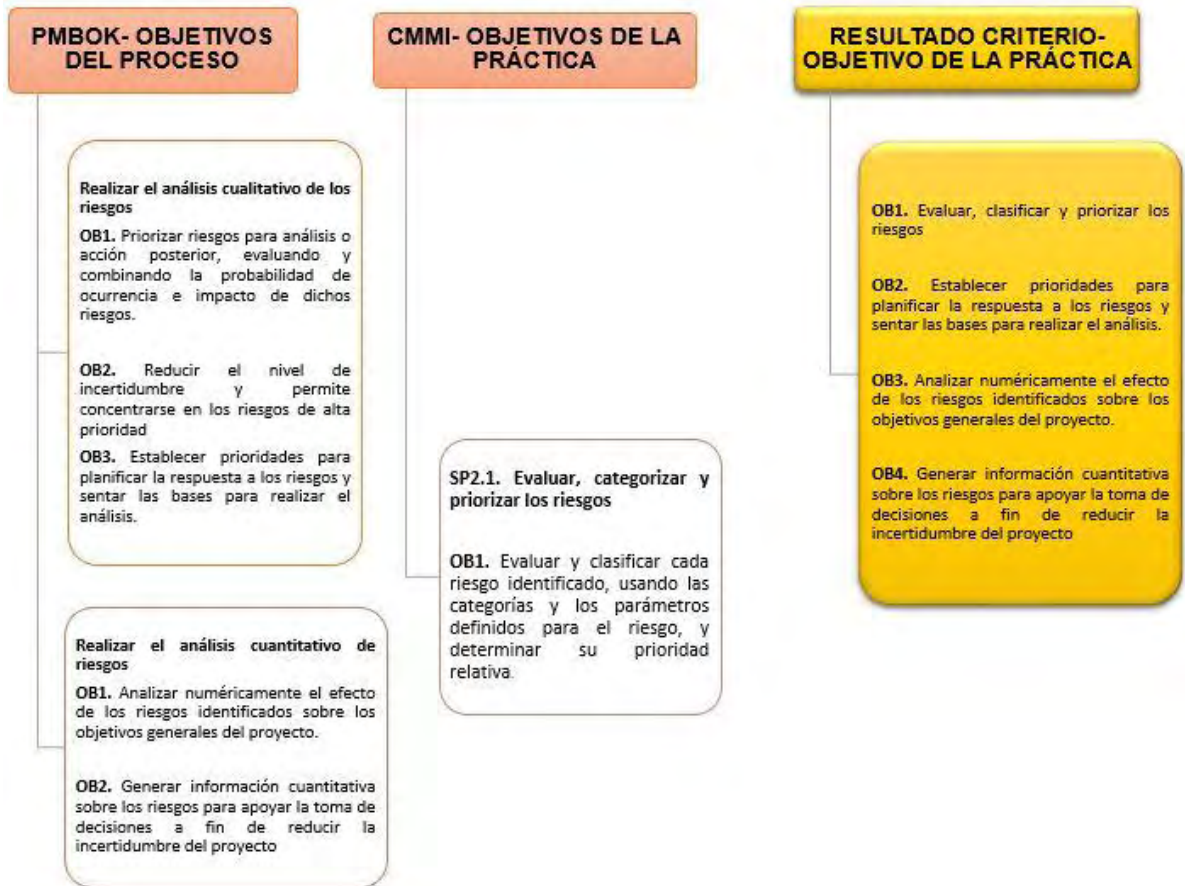 PMBOK- OBJETIVOS
DEL PROCESO
Realizar el análisis cualitativo de los
riesgos
OB1. Priorizar riesgos para análisis o
acción posterior, evaluando y
combinando la probabilidad de
ocurrencia e impacto de dichos
riesgos.
OB2. Reducir el nivel de
incertidumbre y permite
concentrarse en los riesgos de alta
prioridad
OB3. Establecer prioridades para
planificar la respuesta a los riesgos y
sentar las bases para realizar el
análisis.
Realizar el análisis cuantitativo de
riesgos
OB1. Analizar numéricamente el efecto
de los riesgos identificados sobre los
objetivos generales del proyecto.
OB2. Generar información cuantitativa
sobre los riesgos para apoyar la toma de
decisiones a fin de reducir la
incertidumbre del proyecto
CMMI- OBJETIVOS DE LA
PRÁCTICA
SP2.1. Evaluar, categorizar y
priorizar los riesgos
OB1. Evaluar y clasificar cada
riesgo identificado, usando las
categorías y los parámetros
definidos para el riesgo, y
determinar su prioridad
relativa.
RESULTADO CRITERIO-
OBJETIVO DE LA PRÁCTICA
OB1. Evaluar, clasificar y priorizar los
riesgos
OB2. Establecer prioridades para
planificar la respuesta a los riesgos y
sentar las bases para realizar el análisis.
OB3. Analizar numéricamente el efecto
de los riesgos identificados sobre los
objetivos generales del proyecto.
OB4. Generar información cuantitativa
sobre los riesgos para apoyar la toma de
decisiones a fin de reducir la
incertidumbre del proyecto